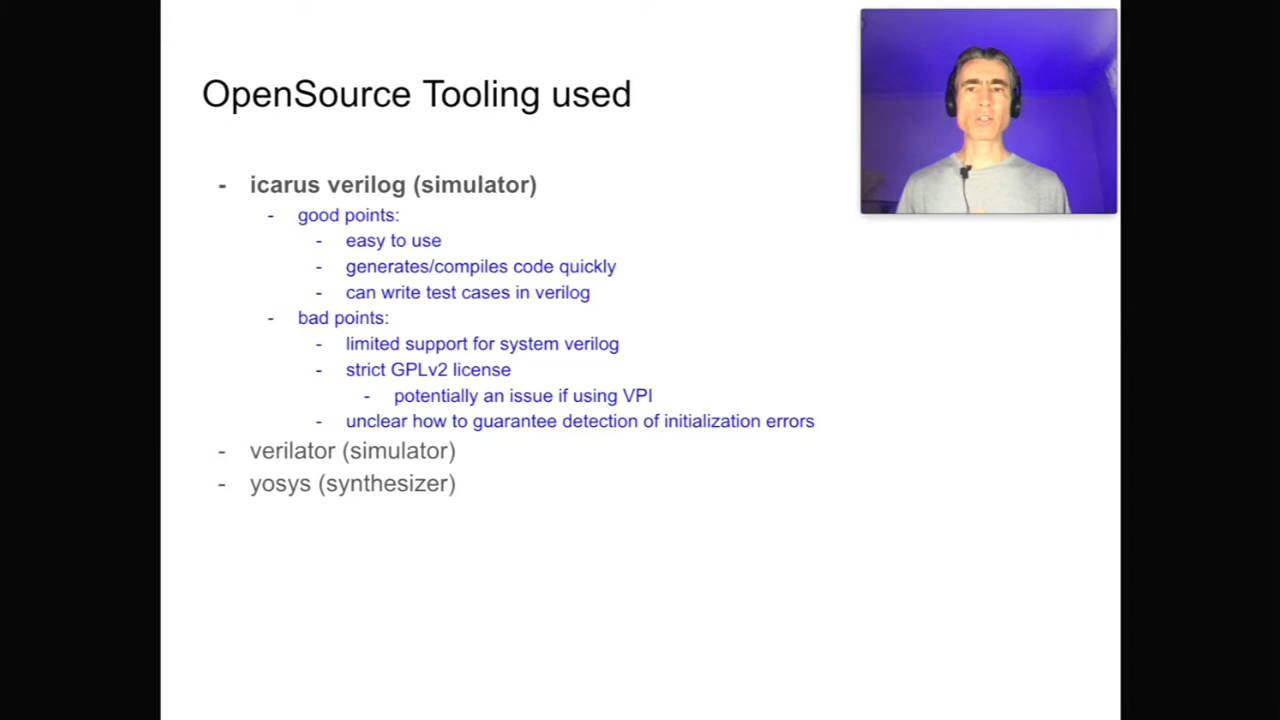 OpenSource Tooling used
- icarus verilog (simulator)
- good points:
- easy to use
- generates/compiles code quickly
- can write test cases in verilog
- bad points:
- limited support for system verilog
- strict GPLv2 license
- potentially an issue if using VPI
- unclear how to guarantee detection of initialization errors
- verilator (simulator)
- yosys (synthesizer)